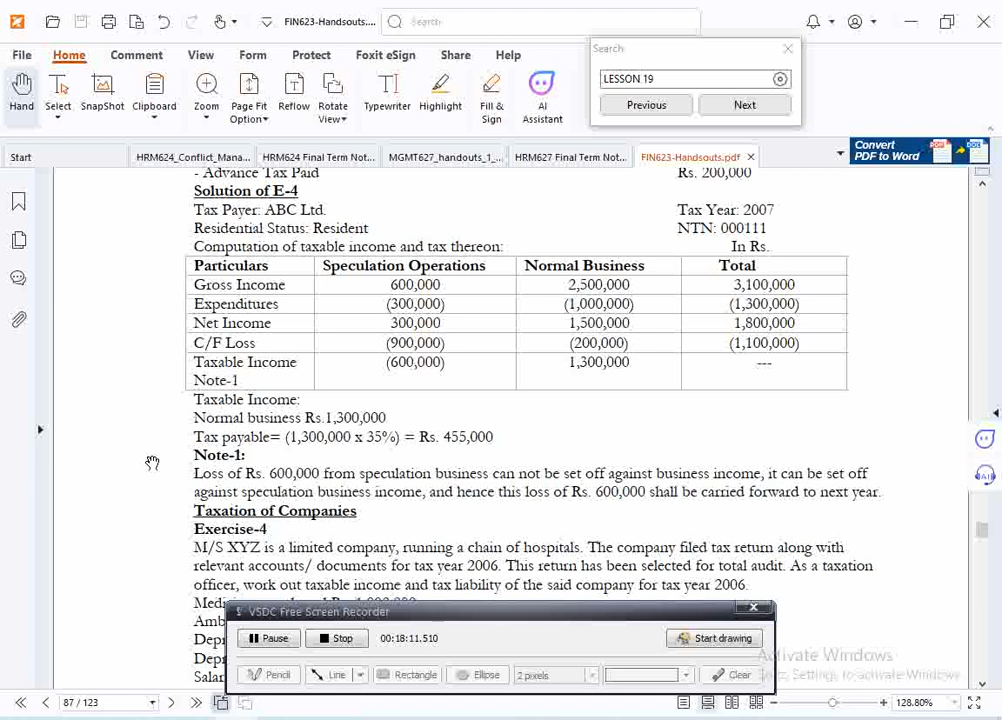 FIN623-Handsouts....
Search
File
Home
Comment
View
Form
Protect
Foxit eSign
Share
Help
Search:
LESSON 19
Previous
Next
Hand
Select
SnapShot
Clipboard
Zoom
Page Fit Option
Reflow
Rotate View
Typewriter
Highlight
Fill & Sign
AI Assistant
Start
HRM624_Conflict_Mana...
HRM624 Final Term Not...
MGMT627_handouts_1_...
HRM627 Final Term Not...
FIN623-Handsouts.pdf
Convert PDF to Word
- Advance Tax Paid Rs. 200,000
Solution of E-4
Tax Payer: ABC Ltd. Tax Year: 2007
Residential Status: Resident NTN: 000111
Computation of taxable income and tax thereon: In Rs.
Particulars Speculation Operations Normal Business Total
Gross Income 600,000 2,500,000 3,100,000
Expenditures (300,000) (1,000,000) (1,300,000)
Net Income 300,000 1,500,000 1,800,000
C/F Loss (900,000) (200,000) (1,100,000)
Taxable Income (600,000) 1,300,000 ---
Note-1
Taxable Income:
Normal business Rs.1,300,000
Tax payable= (1,300,000 x 35%) = Rs. 455,000
Note-1:
Loss of Rs. 600,000 from speculation business can not be set off against business income, it can be set off
against speculation business income, and hence this loss of Rs. 600,000 shall be carried forward to next year.
Taxation of Companies
Exercise-4
M/S XYZ is a limited company, running a chain of hospitals. The company filed tax return along with
relevant accounts/ documents for tax year 2006. This return has been selected for total audit. As a taxation
officer, work out taxable income and tax liability of the said company for tax year 2006.
Amb
Depr
Depr
Salar
VSDC Free Screen Recorder
Pause
Stop
00:18:11.510
Start drawing
Pencil
Line
Rectangle
Ellipse
2 pixels
Clear
Activate Windows
Settings, to activate Windows
87 / 123
128.80%